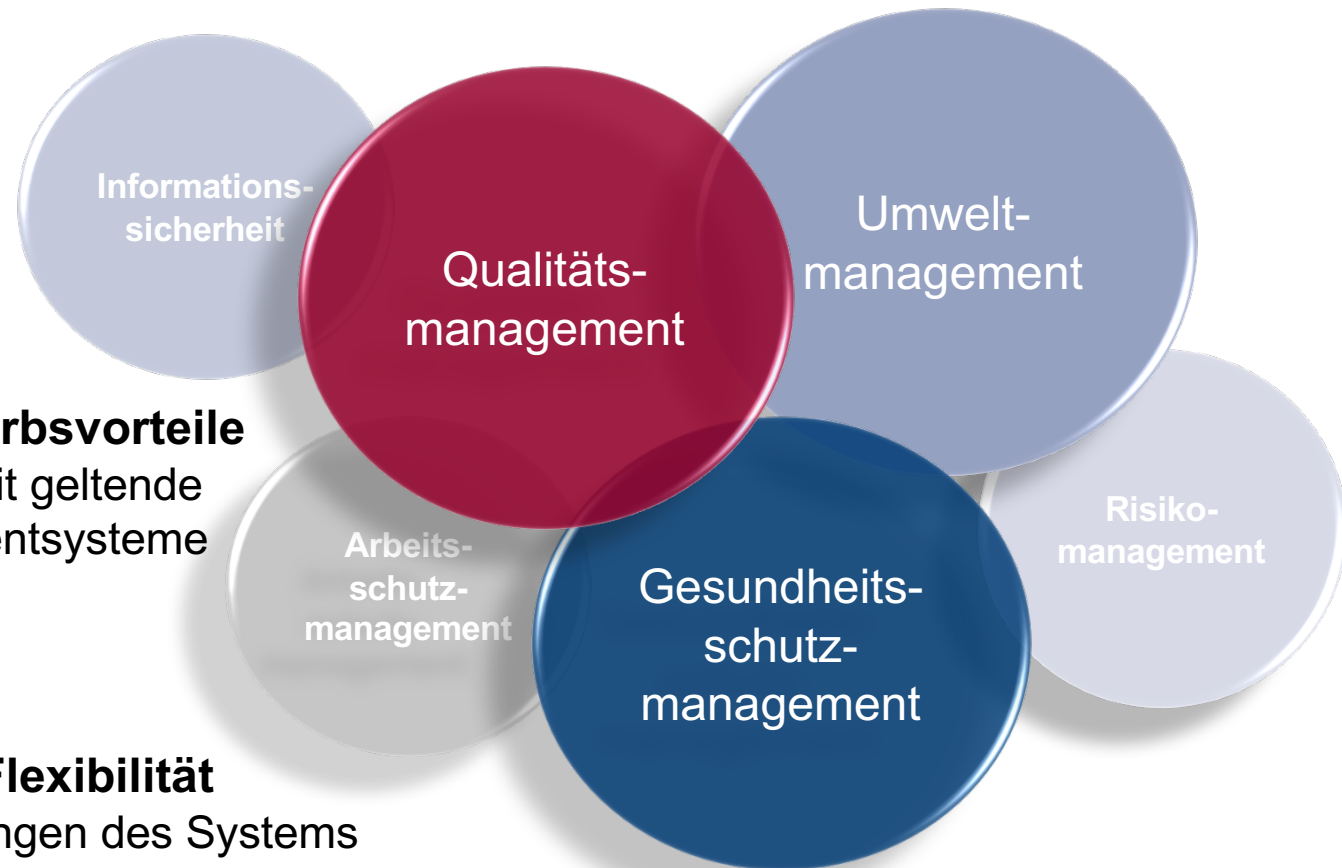 Informations-
sicherheit
Qualitäts-
management
Umwelt-
management
rbsvorteile
it geltende
entsysteme
Arbeits-
schutz-
management
Gesundheits-
schutz-
management
Risiko-
management
Flexibilität
ngen des Systems